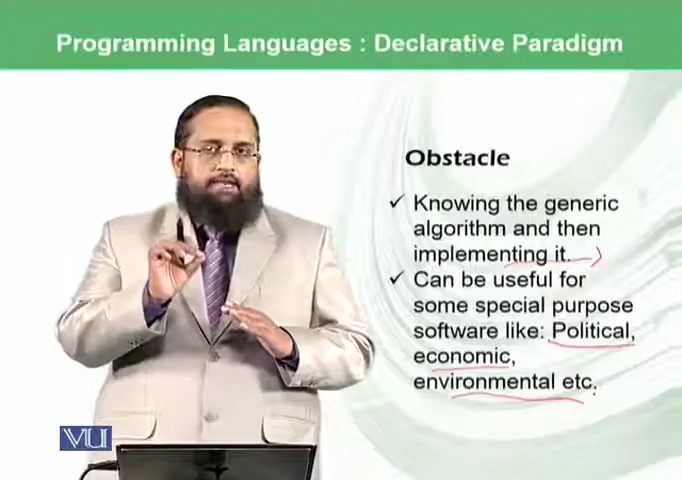 Programming Languages : Declarative Paradigm
Obstacle
✓ Knowing the generic
algorithm and then
implementing it.
✓ Can be useful for
some special purpose
software like: Political,
economic,
environmental etc.
VU